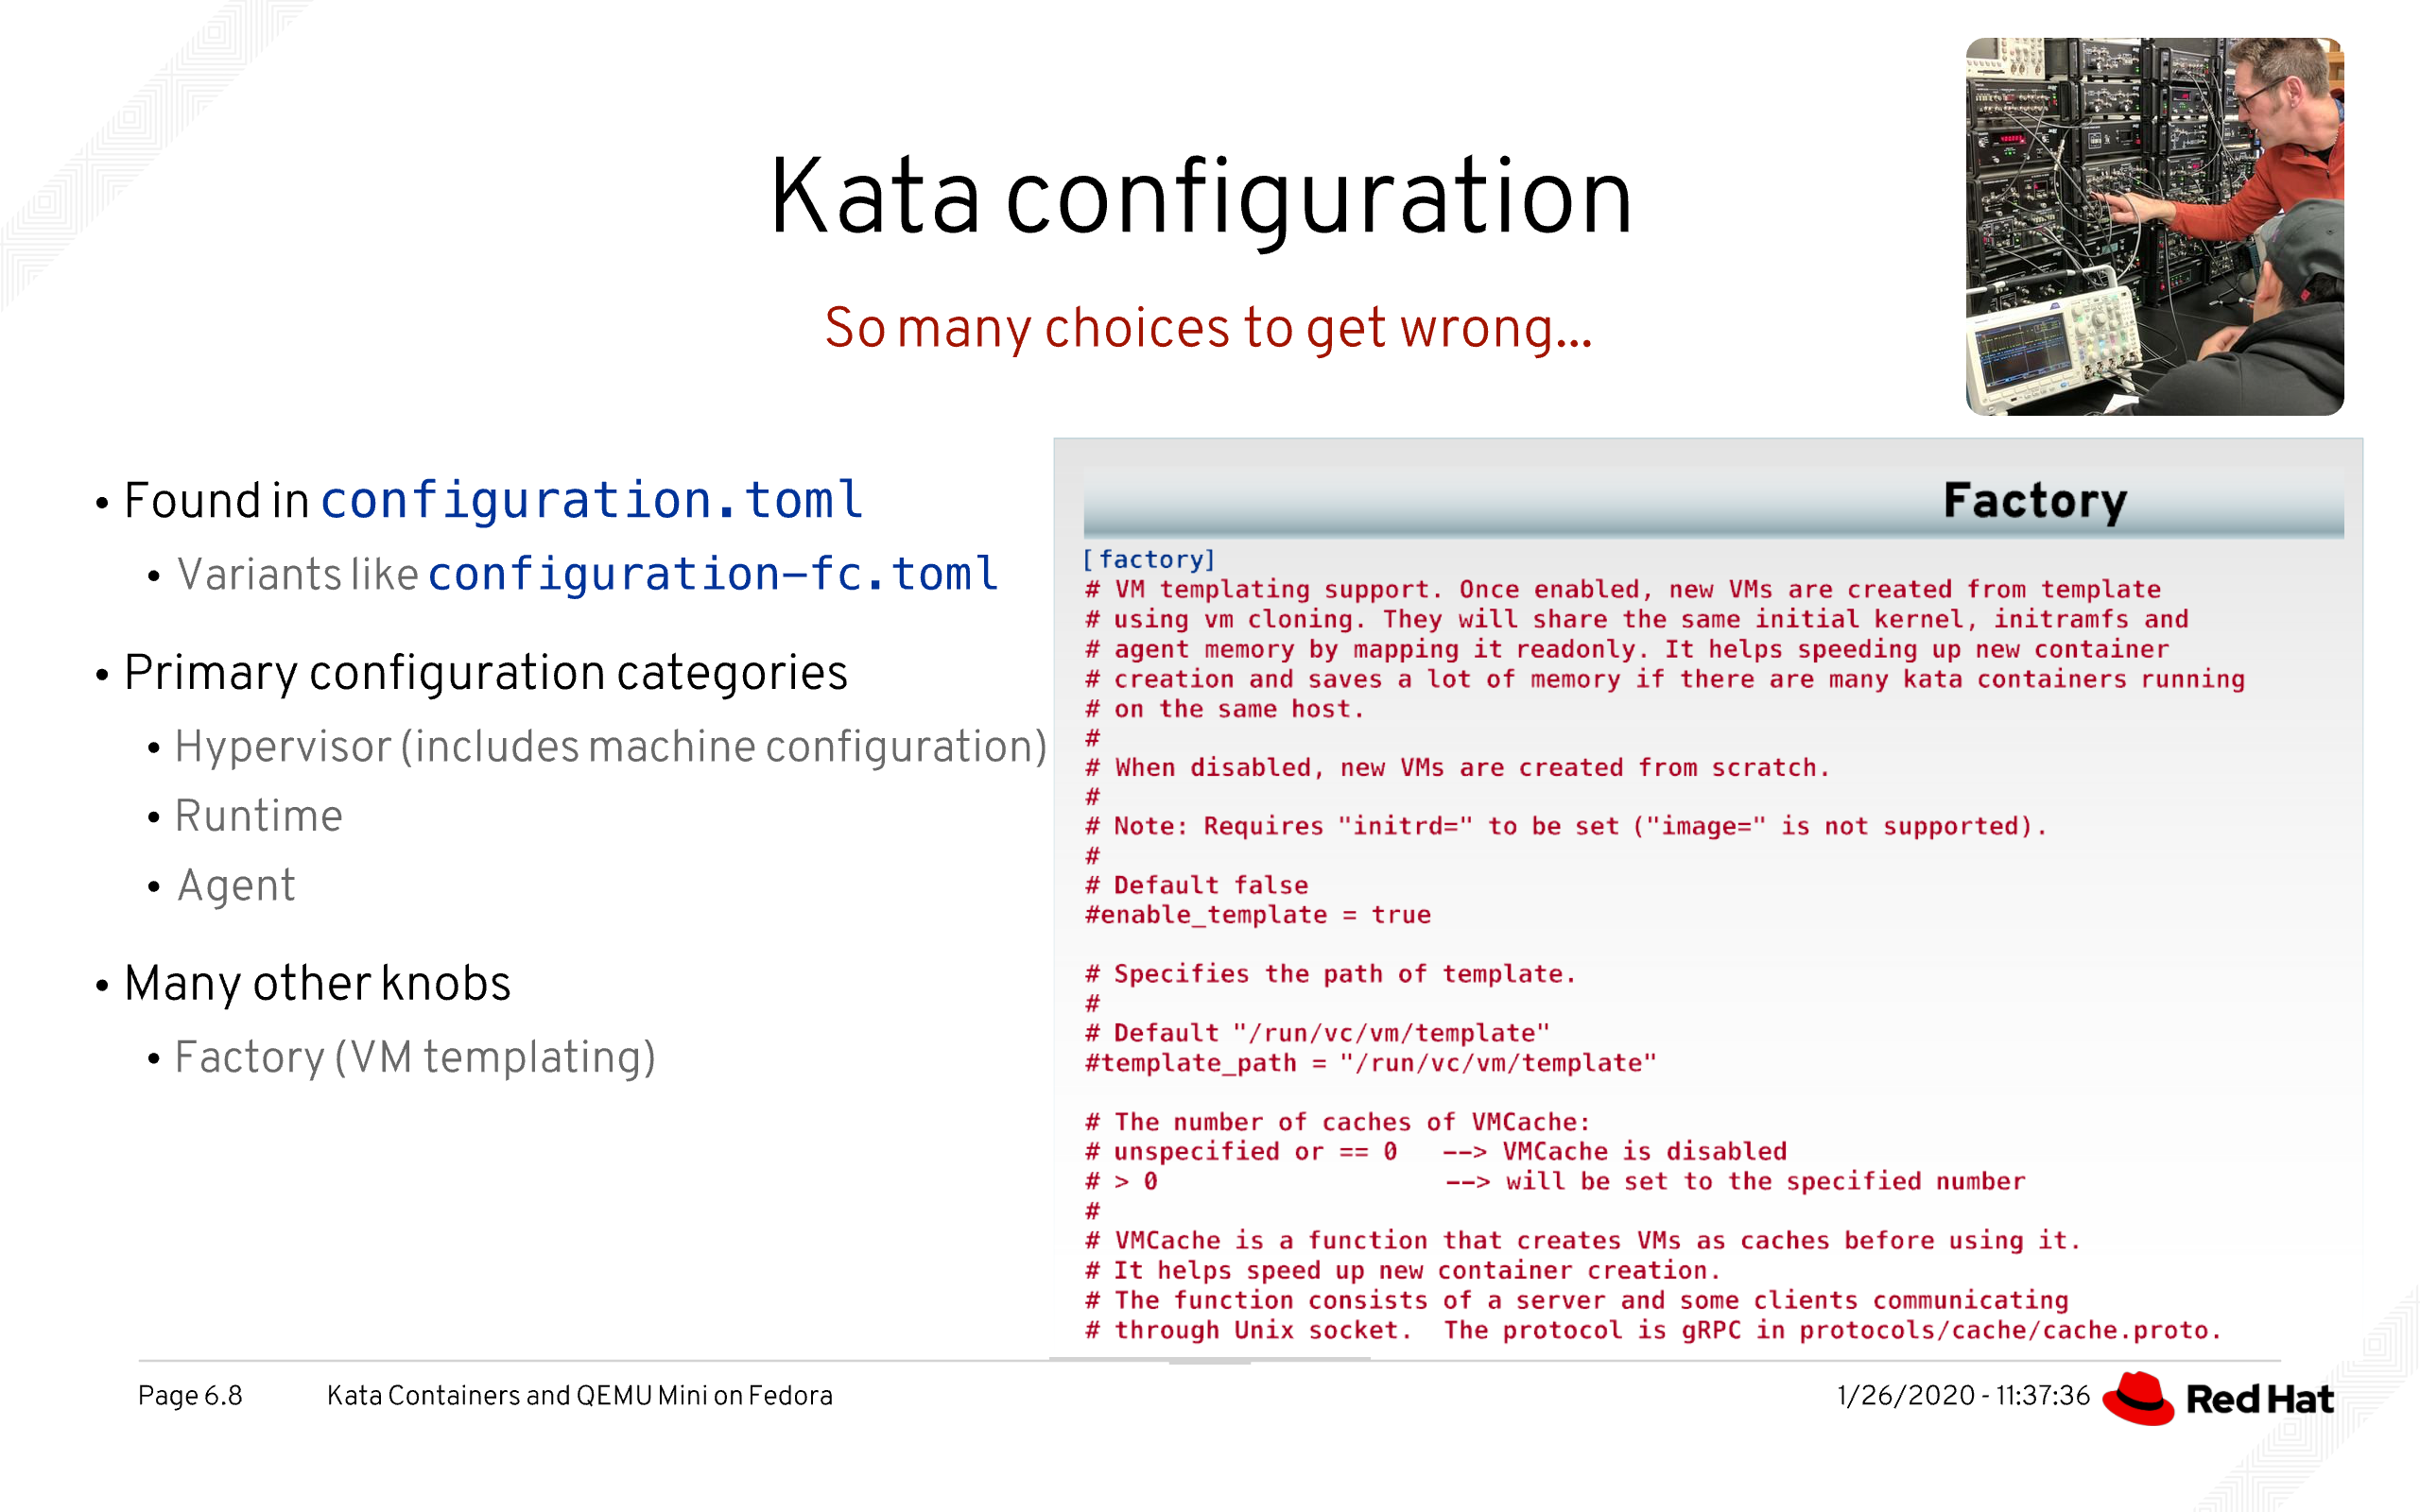 Kata configuration
So many choices to get wrong...
• Found in configuration.toml
• Variants like configuration-fc.toml
• Primary configuration categories
• Hypervisor (includes machine configuration)
• Runtime
• Agent
• Many other knobs
• Factory (VM templating)
Factory
[factory]
# VM templating support. Once enabled, new VMs are created from template
# using vm cloning. They will share the same initial kernel, initramfs and
# agent memory by mapping it readonly. It helps speeding up new container
# creation and saves a lot of memory if there are many kata containers running
# on the same host.
#
# When disabled, new VMs are created from scratch.
#
# Note: Requires "initrd=" to be set ("image=" is not supported).
#
# Default false
#enable_template = true
# Specifies the path of template.
#
# Default "/run/vc/vm/template"
#template_path = "/run/vc/vm/template"
# The number of caches of VMCache:
# unspecified or == 0   --> VMCache is disabled
# > 0                   --> will be set to the specified number
#
# VMCache is a function that creates VMs as caches before using it.
# It helps speed up new container creation.
# The function consists of a server and some clients communicating
# through Unix socket.  The protocol is gRPC in protocols/cache/cache.proto.
Page 6.8 Kata Containers and QEMU Mini on Fedora 1/26/2020 - 11:37:36 Red Hat